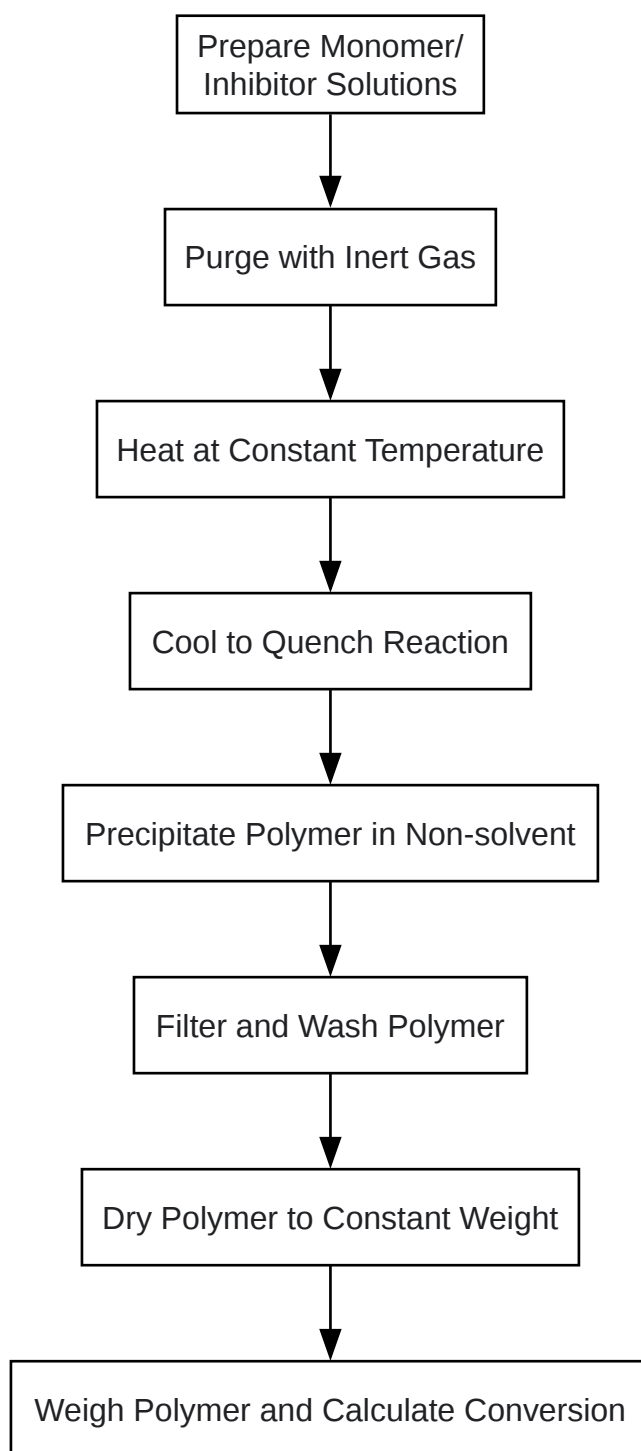 Prepare Monomer/
Inhibitor Solutions
Purge with Inert Gas
Heat at Constant Temperature
Cool to Quench Reaction
Precipitate Polymer in Non-solvent
Filter and Wash Polymer
Dry Polymer to Constant Weight
Weigh Polymer and Calculate Conversion